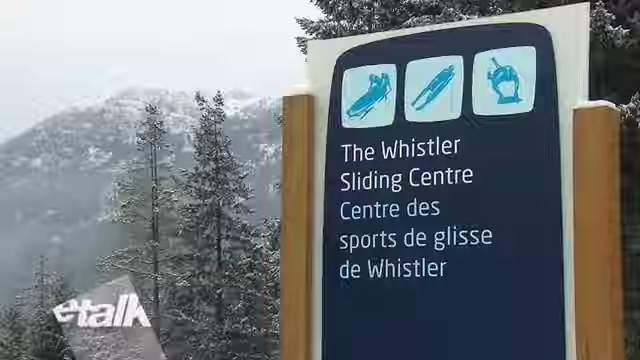 The Whistler
Sliding Centre
Centre des
sports de glisse
de Whistler
etalk